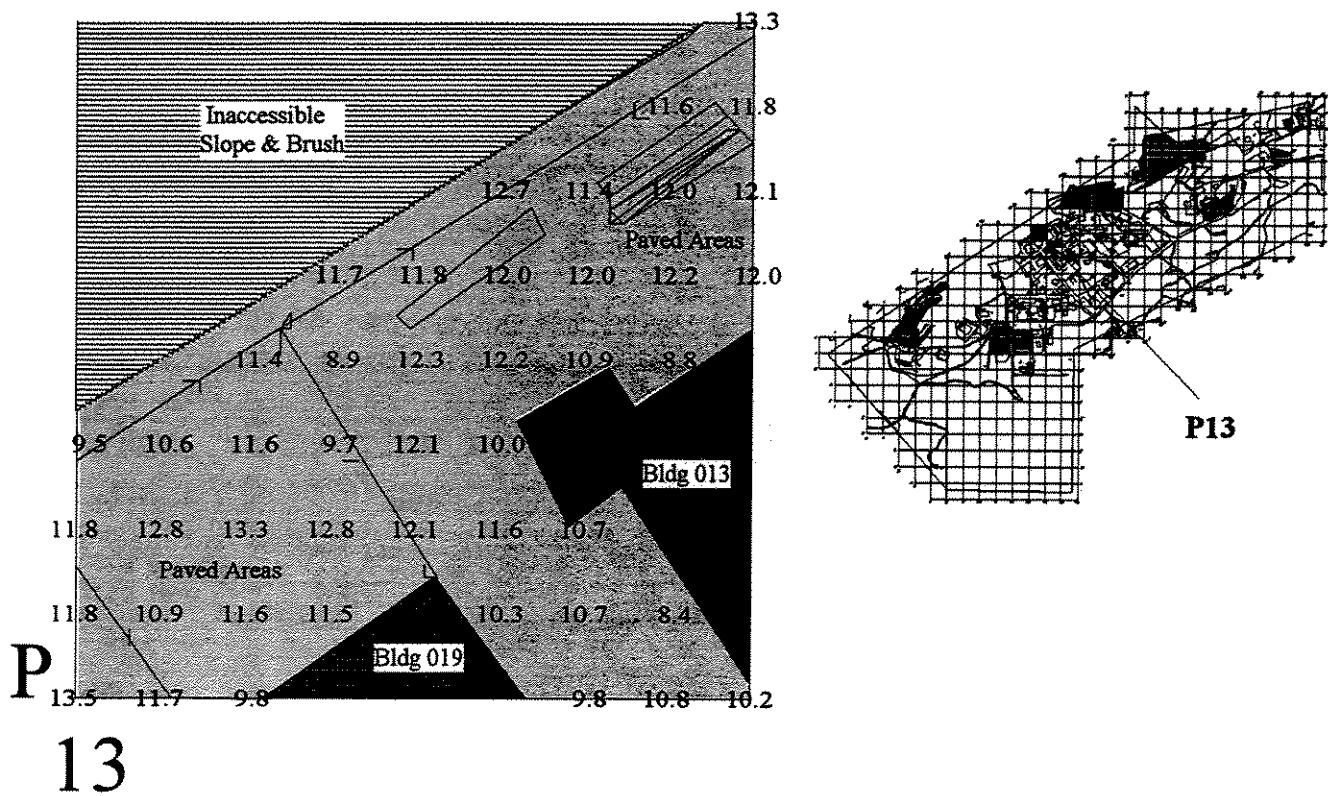 13.3
11.6 11.8
Inaccessible
Slope & Brush
12.7 11.4 12.0 12.1
Paved Areas
11.7 11.8 12.0 12.0 12.2 12.0
11.4 8.9 12.3 12.2 10.9 8.8
9.5 10.6 11.6 9.7 12.1 10.0
Bldg 013
11.8 12.8 13.3 12.8 12.1 11.6 10.7
Paved Areas
11.8 10.9 11.6 11.5 10.3 10.7 8.4
Bldg 019
P
13.5 11.7 9.8 9.8 10.8 10.2
13
P13